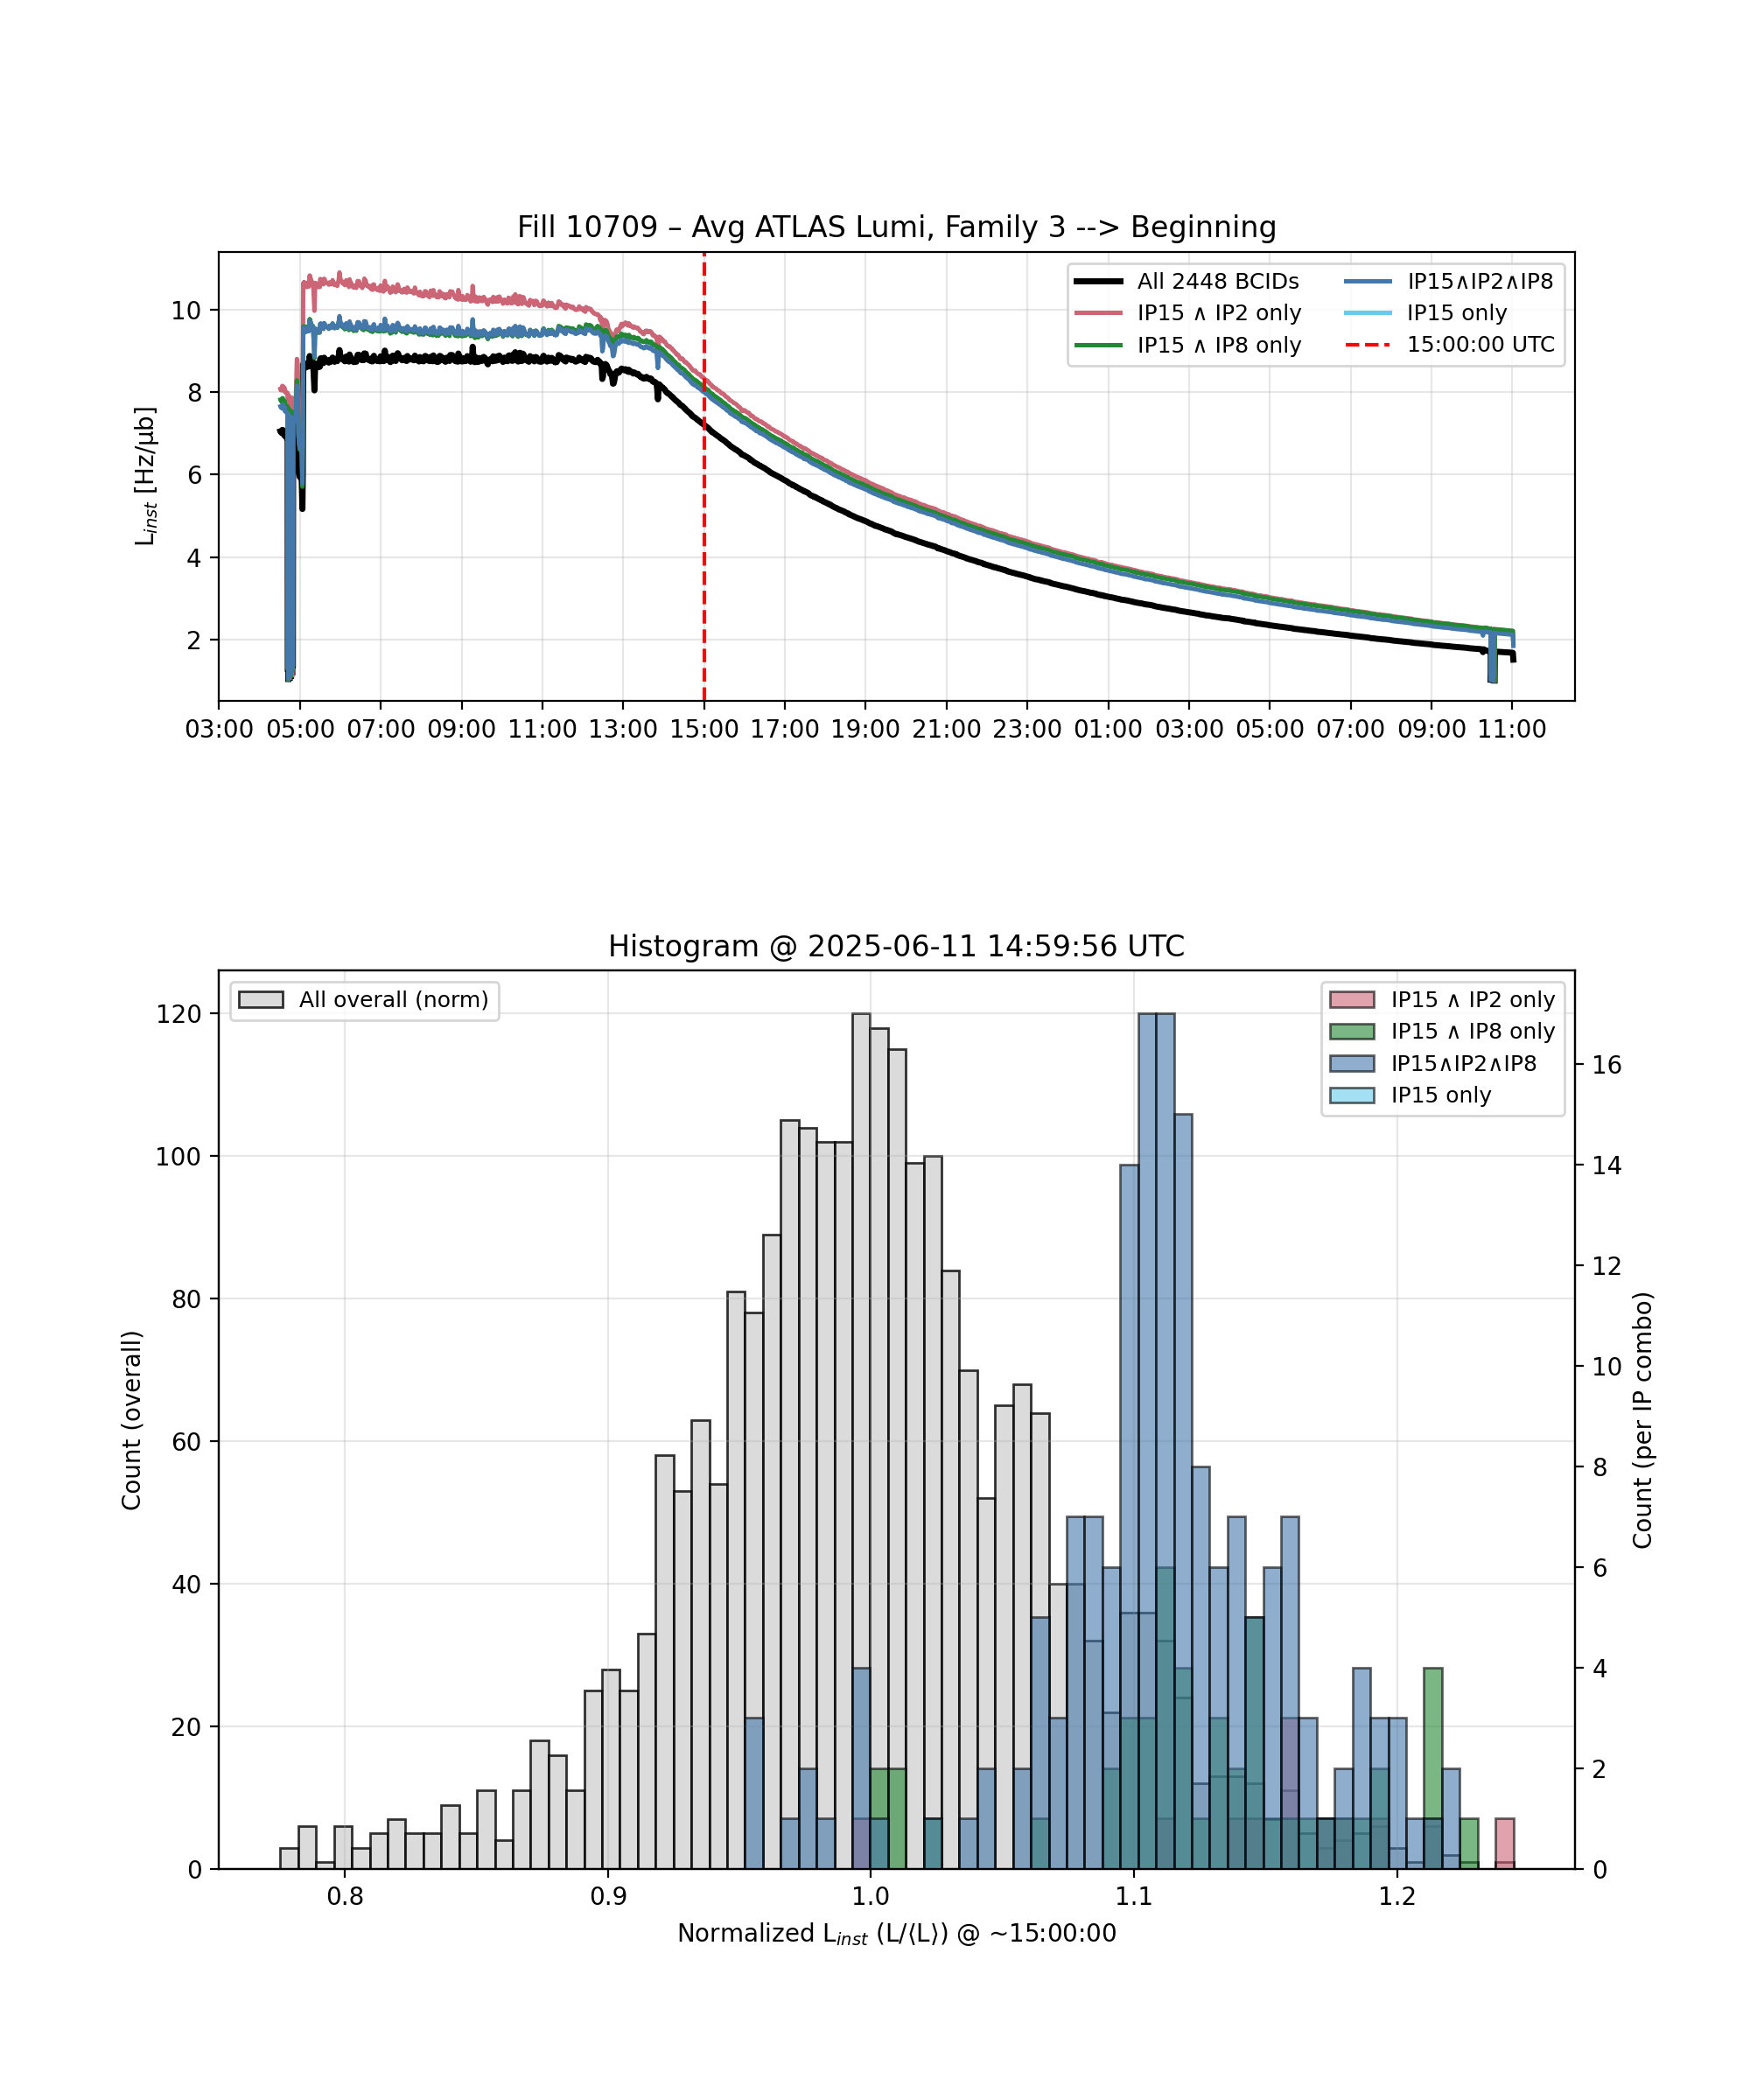 Fill 10709 – Avg ATLAS Lumi, Family 3 --> Beginning
L_inst [Hz/μb]
10
8
6
4
2
All 2448 BCIDs
IP15 ∧ IP2 only
IP15 ∧ IP8 only
IP15∧IP2∧IP8
IP15 only
15:00:00 UTC
03:00 05:00 07:00 09:00 11:00 13:00 15:00 17:00 19:00 21:00 23:00 01:00 03:00 05:00 07:00 09:00 11:00
Histogram @ 2025-06-11 14:59:56 UTC
Count (overall)
120
100
80
60
40
20
0
All overall (norm)
IP15 ∧ IP2 only
IP15 ∧ IP8 only
IP15∧IP2∧IP8
IP15 only
16
14
12
10
8
6
4
2
0
Count (per IP combo)
0.8 0.9 1.0 1.1 1.2
Normalized L_inst (L/⟨L⟩) @ ~15:00:00